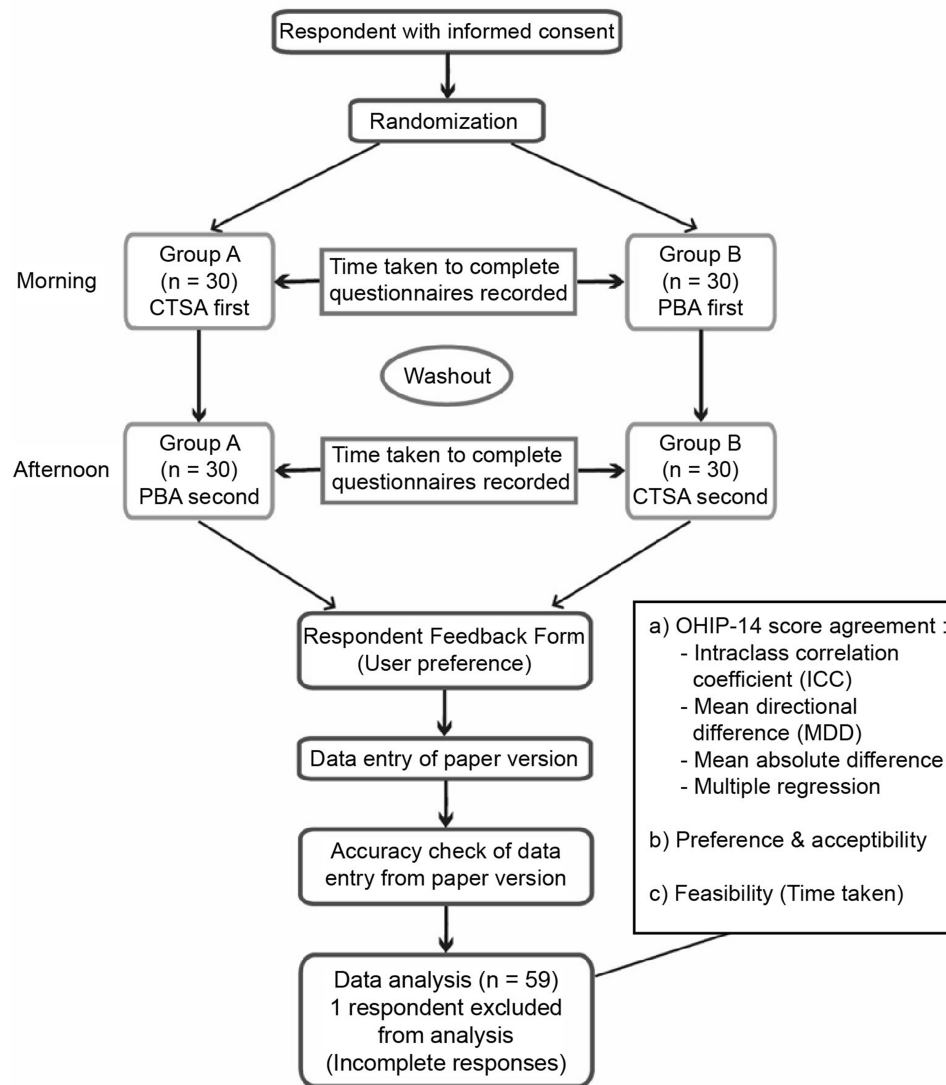 Respondent with informed consent
Randomization
Morning
Group A
(n = 30)
CTSA first
Time taken to complete
questionnaires recorded
Group B
(n = 30)
PBA first
Washout
Afternoon
Group A
(n = 30)
PBA second
Time taken to complete
questionnaires recorded
Group B
(n = 30)
CTSA second
Respondent Feedback Form
(User preference)
Data entry of paper version
Accuracy check of data
entry from paper version
Data analysis (n = 59)
1 respondent excluded
from analysis
(Incomplete responses)
a) OHIP-14 score agreement :
- Intraclass correlation
coefficient (ICC)
- Mean directional
difference (MDD)
- Mean absolute difference
- Multiple regression
b) Preference & acceptibility
c) Feasibility (Time taken)